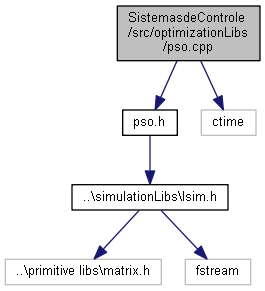 SistemasdeControle
/src/optimizationLibs
/pso.cpp
pso.h
ctime
..\simulationLibs\lsim.h
..\primitive libs\matrix.h
fstream